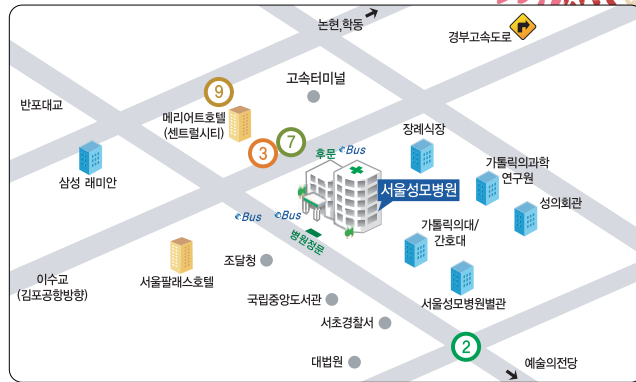 논현,학동
경부고속도로
고속터미널
반포대교
9
메리어트호텔
(센트럴시티)
3
7
후문
eBus
장례식장
가톨릭의과학
연구원
삼성 래미안
서울성모병원
성의회관
eBus
eBus
병원정문
가톨릭의대/
간호대
조달청
이수교
(김포공항방향)
서울팔래스호텔
국립중앙도서관
서울성모병원별관
서초경찰서
2
대법원
예술의전당